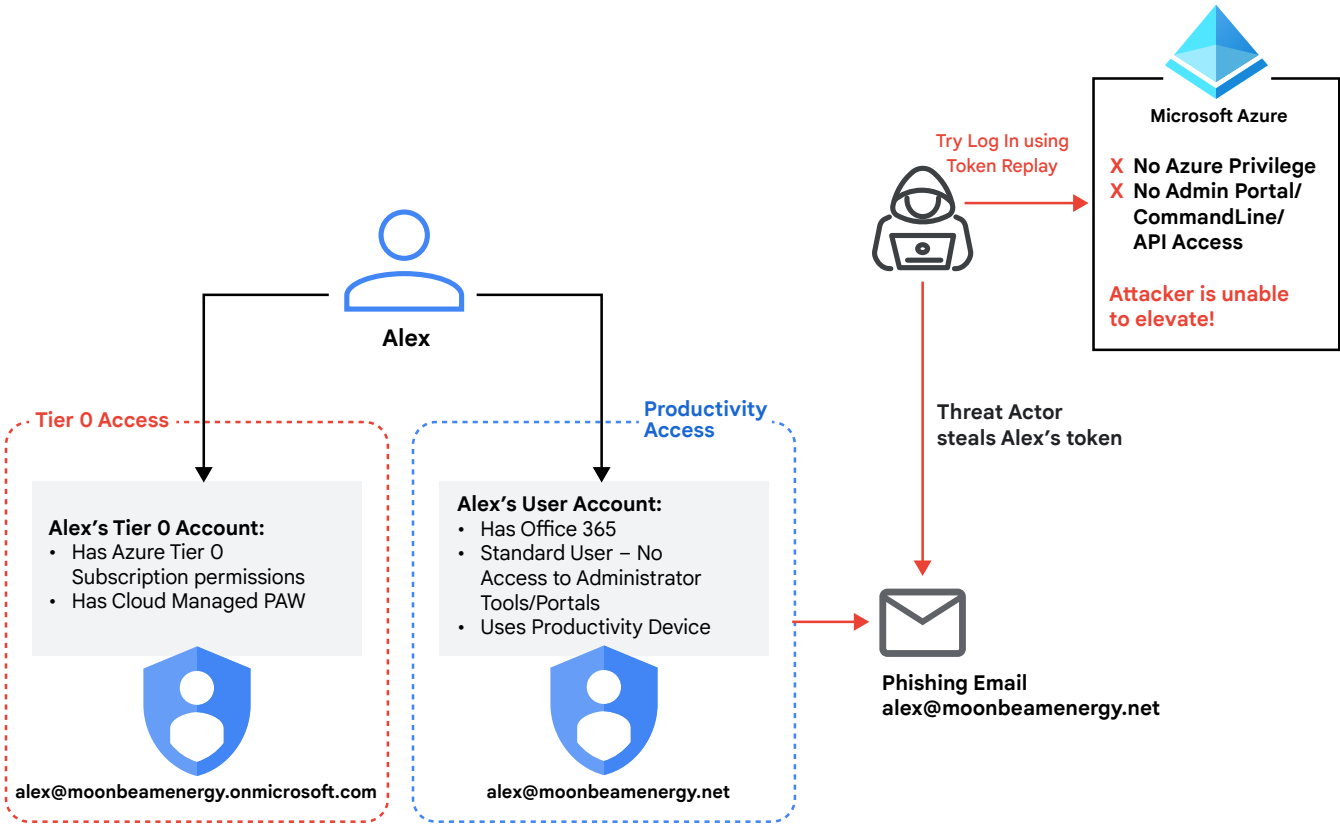 Microsoft Azure
X No Azure Privilege
X No Admin Portal/
CommandLine/
API Access
Attacker is unable
to elevate!
Try Log In using
Token Replay
Alex
Threat Actor
steals Alex’s token
Tier 0 Access
Alex’s Tier 0 Account:
• Has Azure Tier 0
Subscription permissions
• Has Cloud Managed PAW
alex@moonbeamenergy.onmicrosoft.com
Productivity
Access
Alex’s User Account:
• Has Office 365
• Standard User – No
Access to Administrator
Tools/Portals
• Uses Productivity Device
alex@moonbeamenergy.net
Phishing Email
alex@moonbeamenergy.net